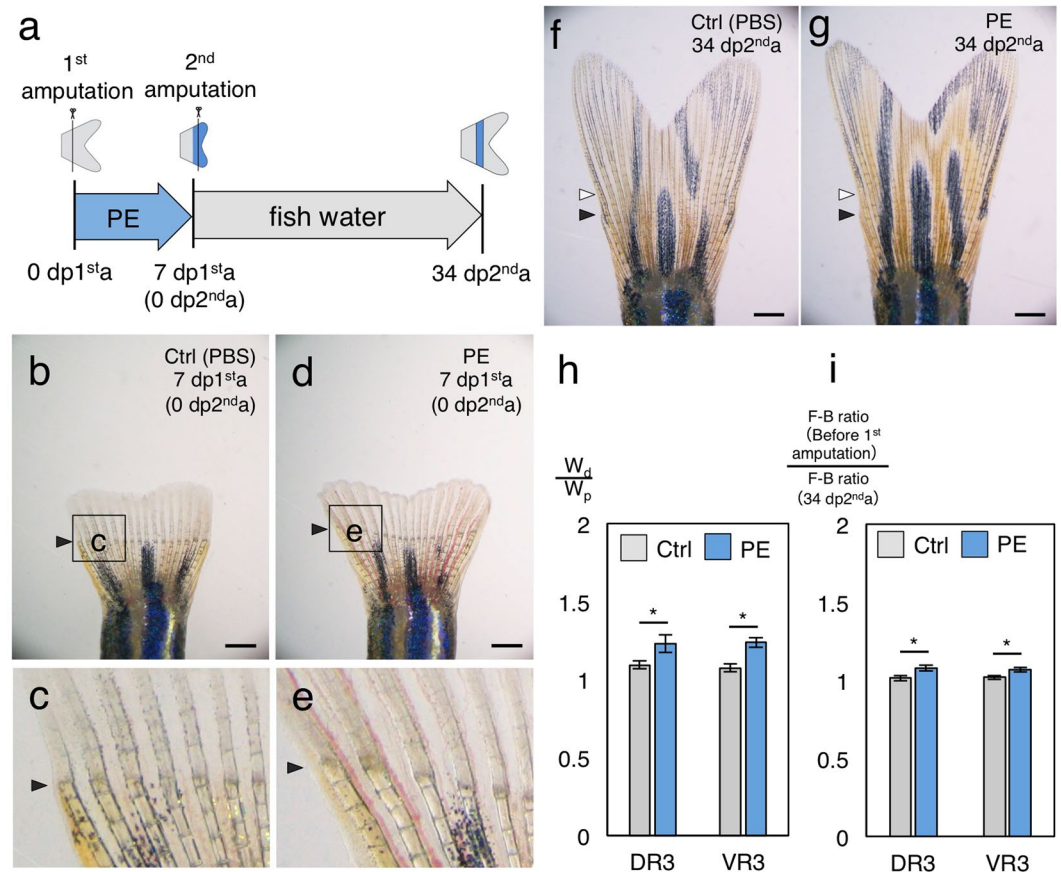 a
1st
amputation
2nd
amputation
PE
fish water
0 dp1sta
7 dp1sta
(0 dp2nda)
34 dp2nda
b
Ctrl (PBS)
7 dp1sta
(0 dp2nda)
c
d
PE
7 dp1sta
(0 dp2nda)
e
c
e
f
Ctrl (PBS)
34 dp2nda
g
PE
34 dp2nda
h
Wd
Wp
2
1.5
1
0.5
0
Ctrl
PE
*
*
DR3
VR3
i
F-B ratio
(Before 1st
amputation)
F-B ratio
(34 dp2nda)
2
1.5
1
0.5
0
Ctrl
PE
*
*
DR3
VR3